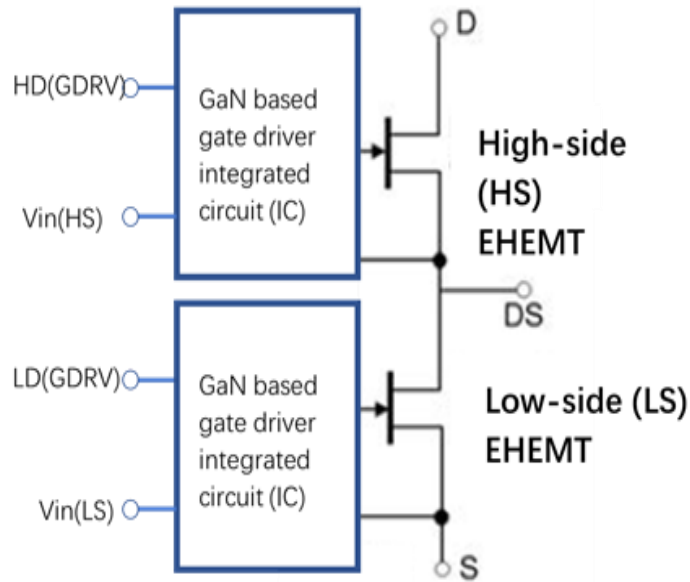 D
HD(GDRV)
GaN based
gate driver
integrated
circuit (IC)
Vin(HS)
High-side
(HS)
EHEMT
DS
LD(GDRV)
GaN based
gate driver
integrated
circuit (IC)
Vin(LS)
Low-side (LS)
EHEMT
S